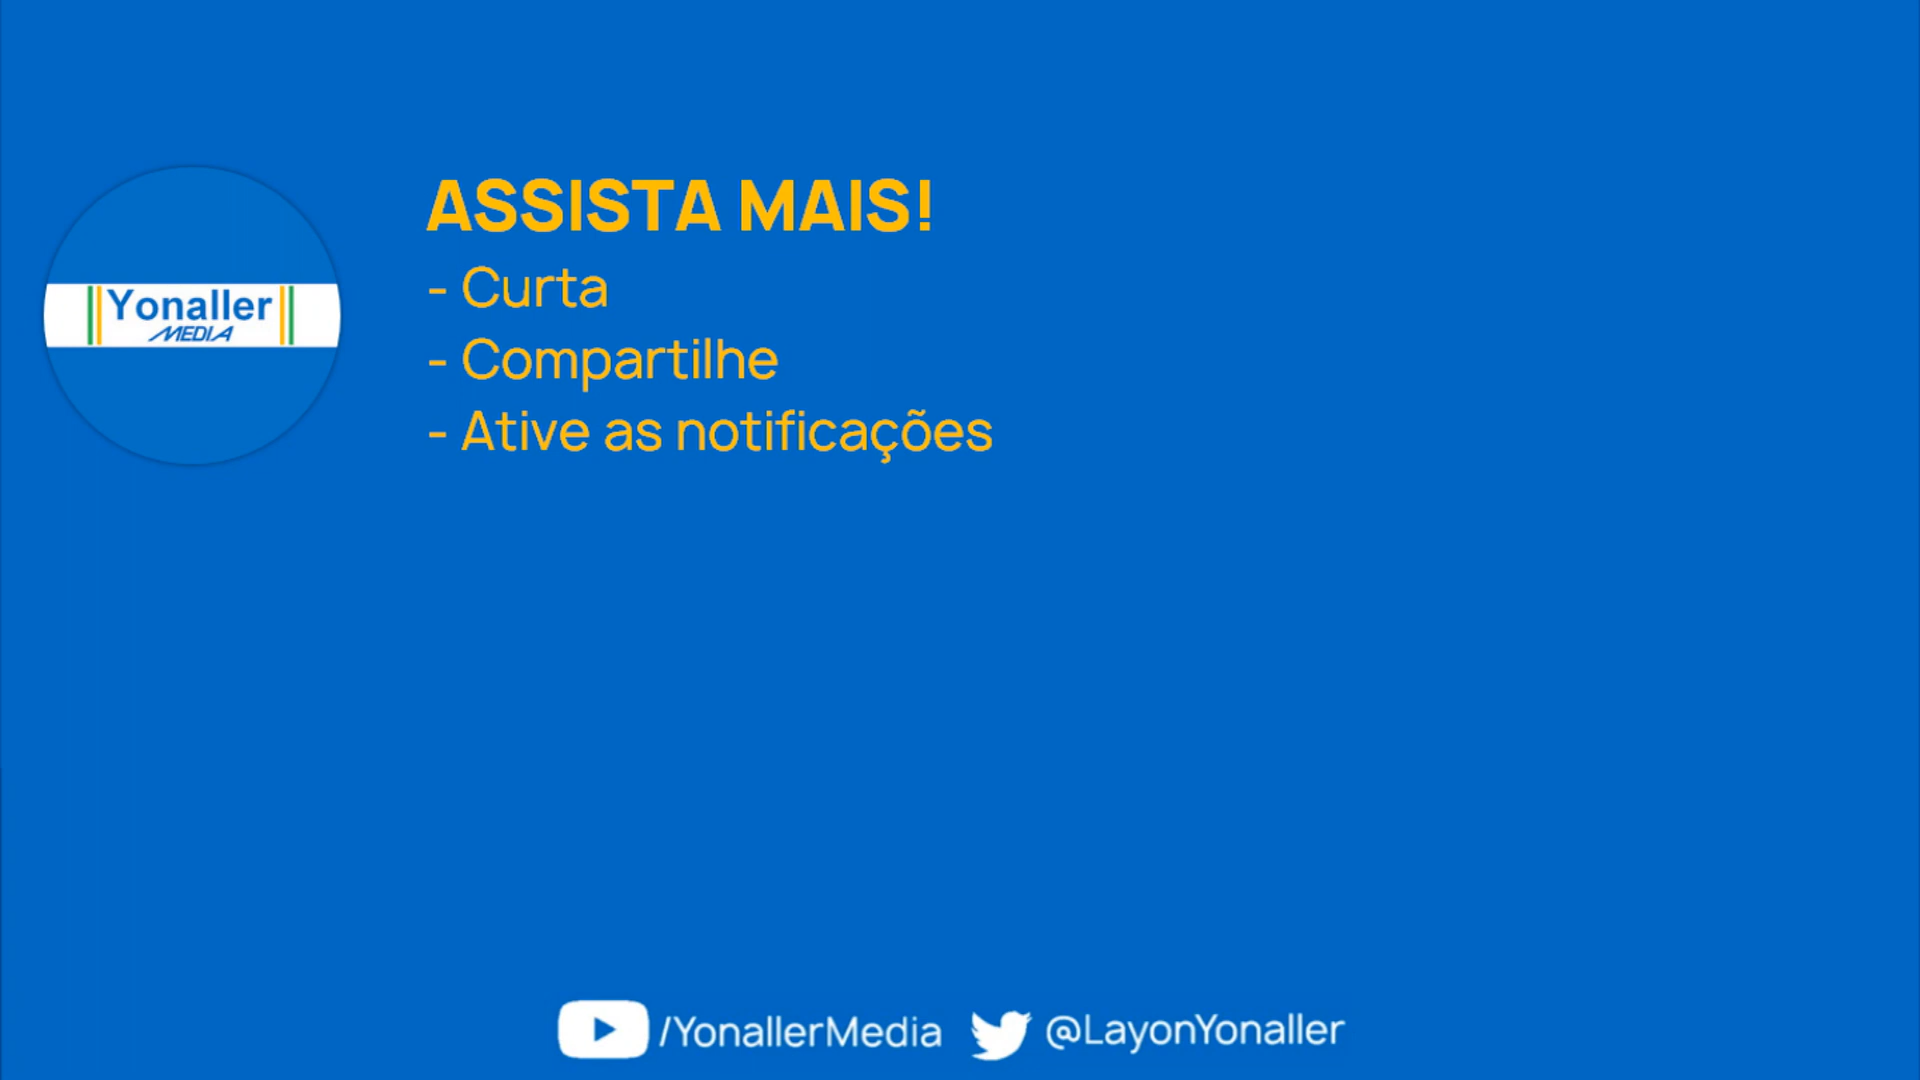 Yonaller
MEDIA
ASSISTA MAIS!
- Curta
- Compartilhe
- Ative as notificações
/YonallerMedia @LayonYonaller